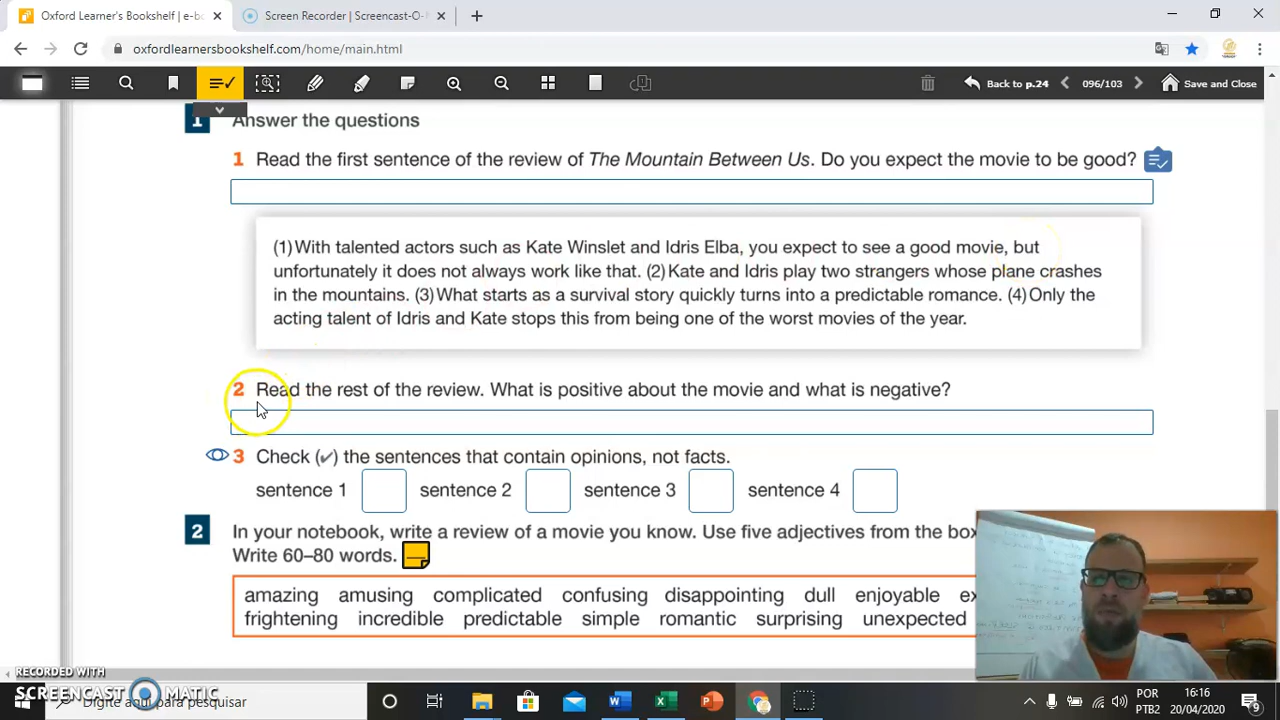 Oxford Learner's Bookshelf | e-bo
Screen Recorder | Screencast-O-
oxfordlearnersbookshelf.com/home/main.html
Back to p.24
096/103
Save and Close
1 Answer the questions
1 Read the first sentence of the review of The Mountain Between Us. Do you expect the movie to be good?
(1)With talented actors such as Kate Winslet and Idris Elba, you expect to see a good movie, but
unfortunately it does not always work like that. (2)Kate and Idris play two strangers whose plane crashes
in the mountains. (3)What starts as a survival story quickly turns into a predictable romance. (4)Only the
acting talent of Idris and Kate stops this from being one of the worst movies of the year.
2 Read the rest of the review. What is positive about the movie and what is negative?
3 Check (✔) the sentences that contain opinions, not facts.
sentence 1 sentence 2 sentence 3 sentence 4
2 In your notebook, write a review of a movie you know. Use five adjectives from the box
Write 60–80 words.
amazing amusing complicated confusing disappointing dull enjoyable ex
frightening incredible predictable simple romantic surprising unexpected
RECORDED WITH
SCREENCAST MATIC
Digite aqui para pesquisar
POR
PTB2
16:16
20/04/2020
9